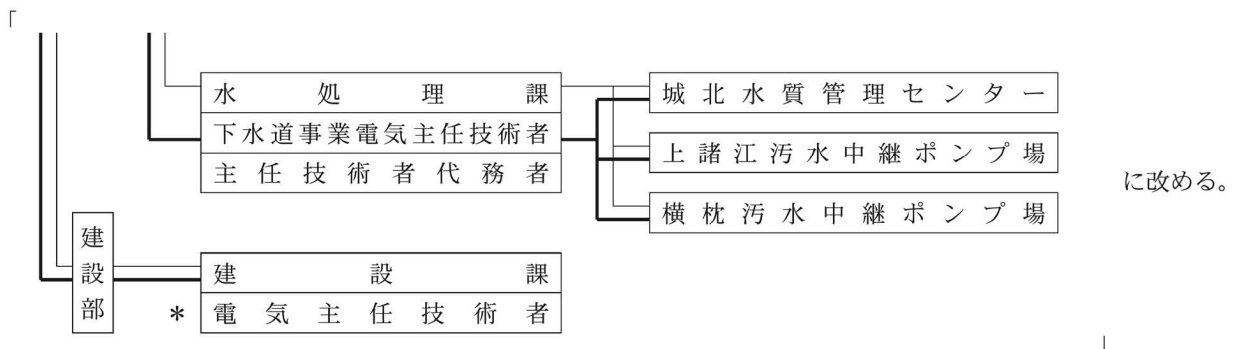 「
水処理課
下水道事業電気主任技術者
主任技術者代務者
城北水質管理センター
上諸江汚水中継ポンプ場
横枕汚水中継ポンプ場
建設部
建設課
＊電気主任技術者
」
に改める。